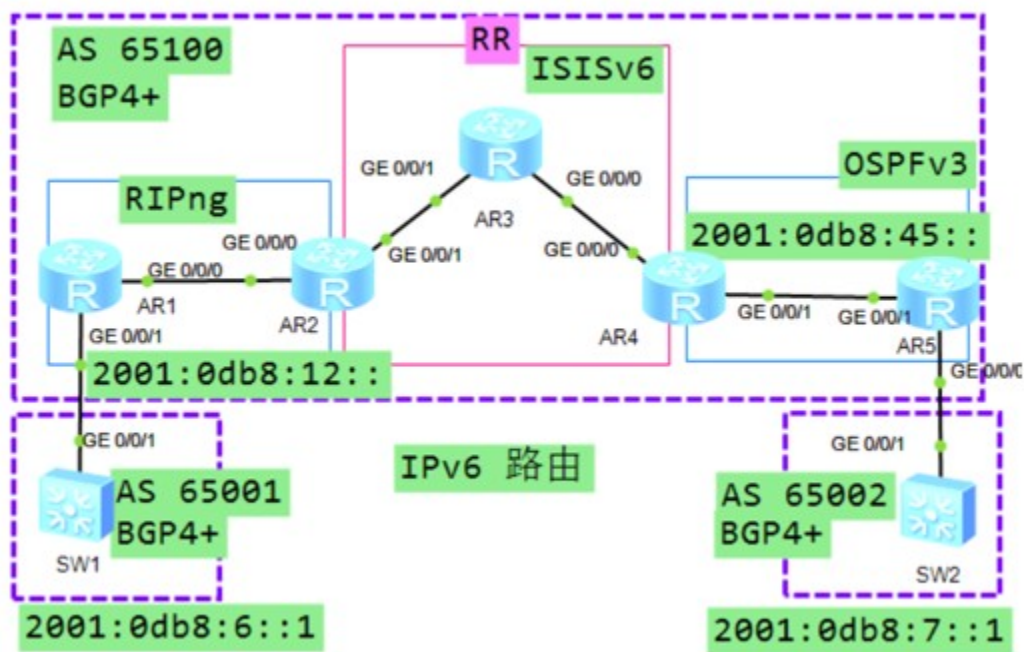 RR
AS 65100
BGP4+
ISISv6
OSPFv3
RIPng
GE 0/0/1
GE 0/0/0
AR3
2001:0db8:45::
GE 0/0/0
GE 0/0/1
GE 0/0/0
GE 0/0/0
R
R
R
R
R
AR1
AR2
AR4
GE 0/0/1
GE 0/0/1
AR5
GE 0/0/1
2001:0db8:12::
GE 0/0/0
GE 0/0/1
GE 0/0/1
IPv6 路由
AS 65001
BGP4+
SW1
AS 65002
BGP4+
SW2
2001:0db8:6::1
2001:0db8:7::1